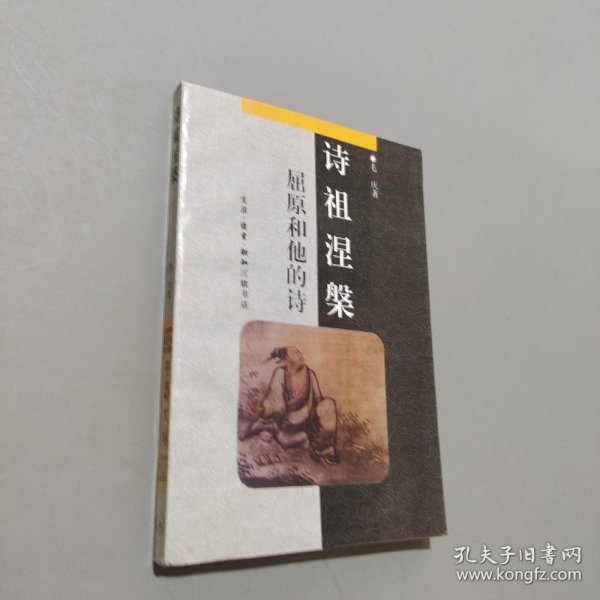 诗祖涅槃
屈原和他的诗
●毛庆著
生活·读书·新知三联书店
孔夫子旧书网
www.kongfz.com